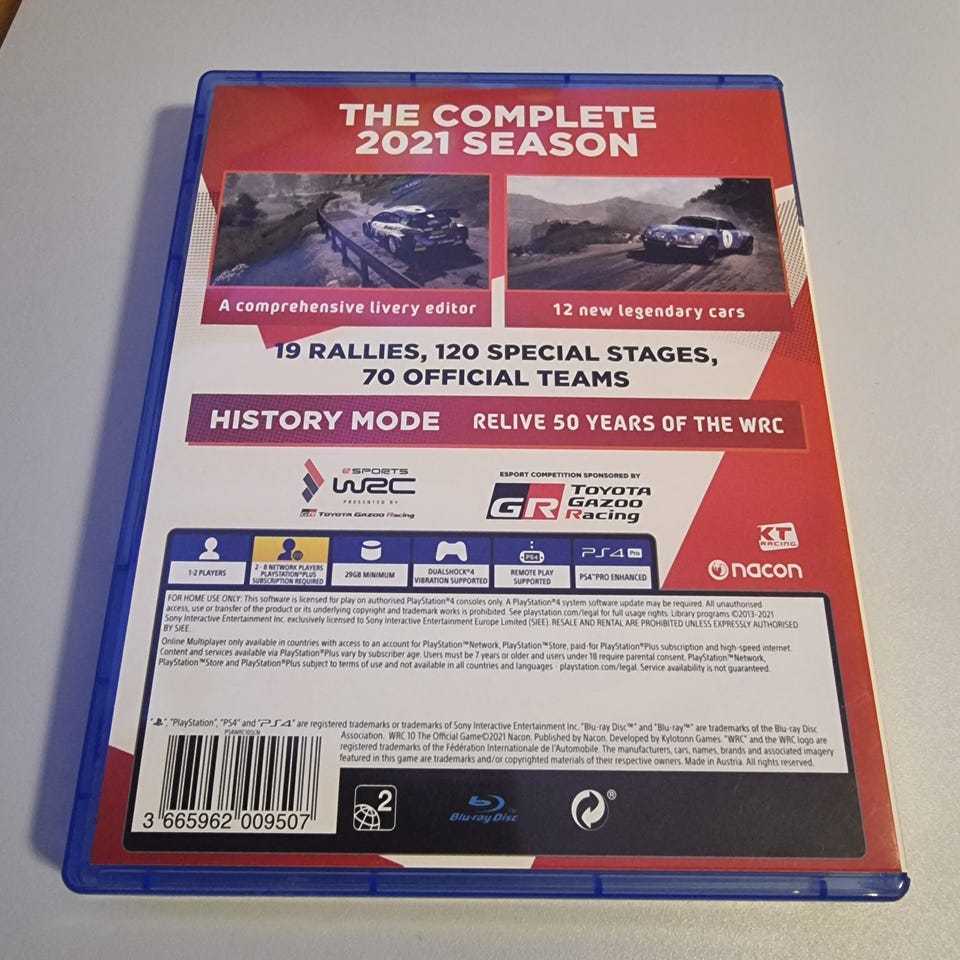 THE COMPLETE
2021 SEASON
A comprehensive livery editor
12 new legendary cars
19 RALLIES, 120 SPECIAL STAGES,
70 OFFICIAL TEAMS
HISTORY MODE RELIVE 50 YEARS OF THE WRC
eSPORTS
WRC
PRESENTED BY
GR TOYOTA GAZOO Racing
ESPORT COMPETITION SPONSORED BY
GR
TOYOTA
GAZOO
Racing
KT
RACING
nacon
1-2 PLAYERS
2 - 8 NETWORK PLAYERS
PLAYSTATION®PLUS
SUBSCRIPTION REQUIRED
29GB MINIMUM
DUALSHOCK®4
VIBRATION SUPPORTED
PS4
REMOTE PLAY
SUPPORTED
PS4 Pro
PS4™PRO ENHANCED
FOR HOME USE ONLY: This software is licensed for play on authorised PlayStation®4 consoles only. A PlayStation®4 system software update may be required. All unauthorised
access, use or transfer of the product or its underlying copyright and trademark works is prohibited. See playstation.com/legal for full usage rights. Library programs ©2013-2021
Sony Interactive Entertainment Inc. exclusively licensed to Sony Interactive Entertainment Europe Limited (SIEE). RESALE AND RENTAL ARE PROHIBITED UNLESS EXPRESSLY AUTHORISED
BY SIEE.
Online Multiplayer only available in countries with access to an account for PlayStation™Network, PlayStation™Store, paid-for PlayStation®Plus subscription and high-speed internet.
Content and services available via PlayStation®Plus vary by subscriber age. Users must be 7 years or older and users under 18 require parental consent. PlayStation™Network,
PlayStation™Store and PlayStation®Plus subject to terms of use and not available in all countries and languages - playstation.com/legal. Service availability is not guaranteed.
" ", "PlayStation", "PS4" and "PS4" are registered trademarks or trademarks of Sony Interactive Entertainment Inc. "Blu-ray Disc™" and "Blu-ray™" are trademarks of the Blu-ray Disc
Association. WRC 10 The Official Game©2021 Nacon. Published by Nacon. Developed by Kylotonn Games. "WRC" and the WRC logo are
registered trademarks of the Fédération Internationale de l'Automobile. The manufacturers, cars, names, brands and associated imagery
featured in this game are trademarks and/or copyrighted materials of their respective owners. Made in Austria. All rights reserved.
PS4WRC10SCN
3 665962 009507
2
Blu-ray Disc™
®